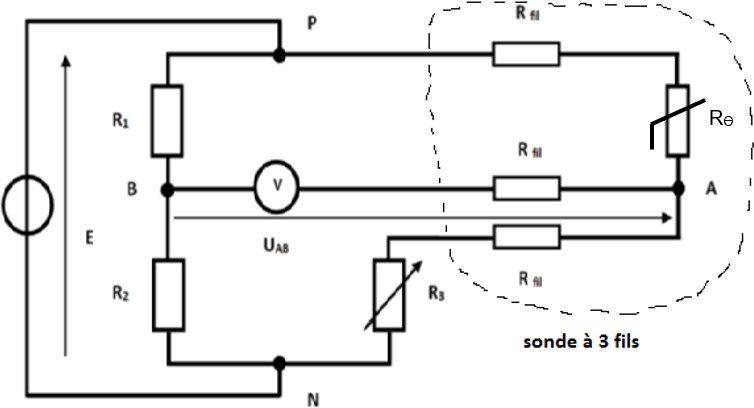 P
R fil
R1
Rθ
R fil
B
V
A
E
UAB
R2
R3
R fil
sonde à 3 fils
N